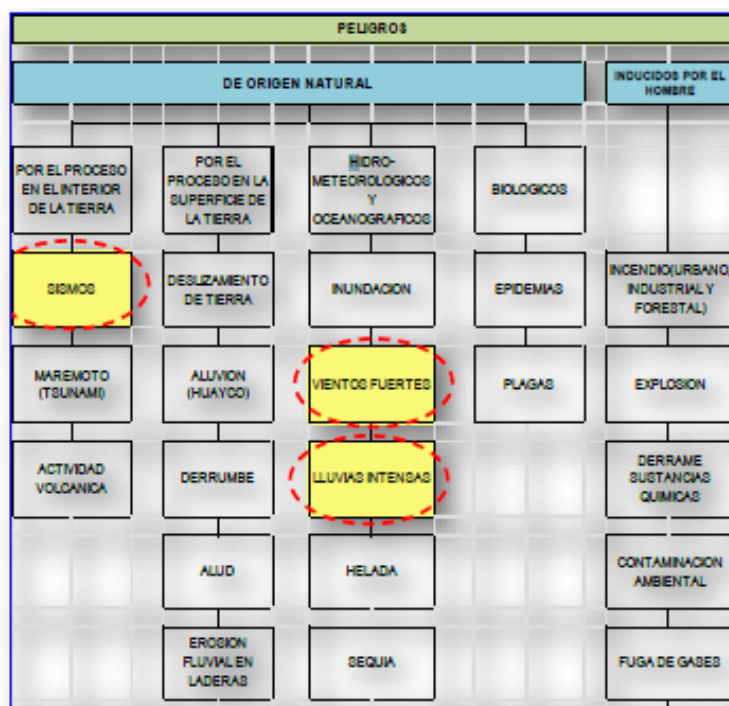 PELIGROS
DE ORIGEN NATURAL
INDUCIDOS POR EL
HOMBRE
POR EL PROCESO
EN EL INTERIOR
DE LA TIERRA
POR EL
PROCESO EN LA
SUPERFICIE DE
LA TIERRA
HIDRO-
METEOROLOGICOS
Y
OCEANOGRAFICOS
BIOLOGICOS
SISMOS
DESLIZAMIENTO
DE TIERRA
INUNDACION
EPIDEMIAS
INCENDIO(URBANO,
INDUSTRIAL Y
FORESTAL)
MAREMOTO
(TSUNAMI)
ALUVION
(HUAYCO)
VIENTOS FUERTES
PLAGAS
EXPLOSION
ACTIVIDAD
VOLCANICA
DERRUMBE
LLUVIAS INTENSAS
DERRAME
SUSTANCIAS
QUIMICAS
ALUD
HELADA
CONTAMINACION
AMBIENTAL
EROSION
FLUVIAL EN
LADERAS
SEQUIA
FUGA DE GASES